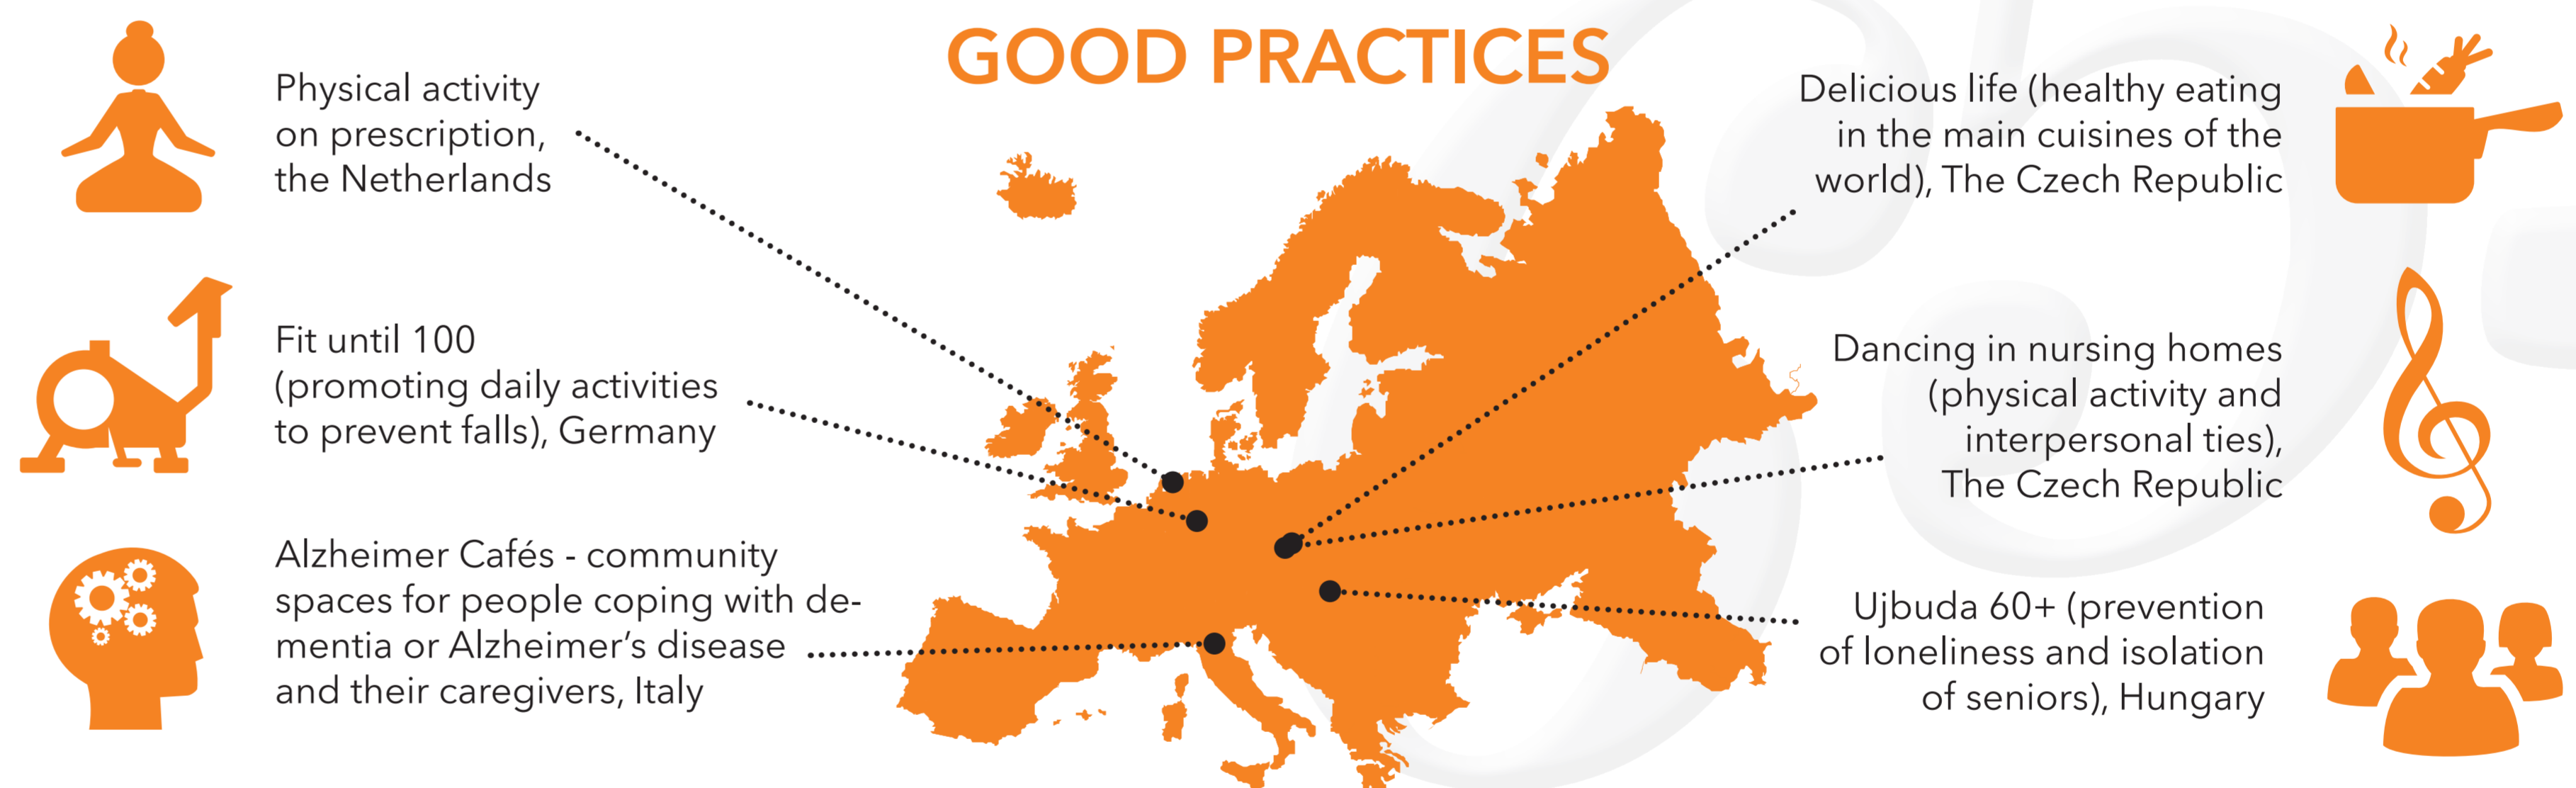 GOOD PRACTICES
Physical activity
on prescription,
the Netherlands
Fit until 100
(promoting daily activities
to prevent falls), Germany
Alzheimer Cafés - community
spaces for people coping with de-
mentia or Alzheimer’s disease
and their caregivers, Italy
Delicious life (healthy eating
in the main cuisines of the
world), The Czech Republic
Dancing in nursing homes
(physical activity and
interpersonal ties),
The Czech Republic
Ujbuda 60+ (prevention
of loneliness and isolation
of seniors), Hungary